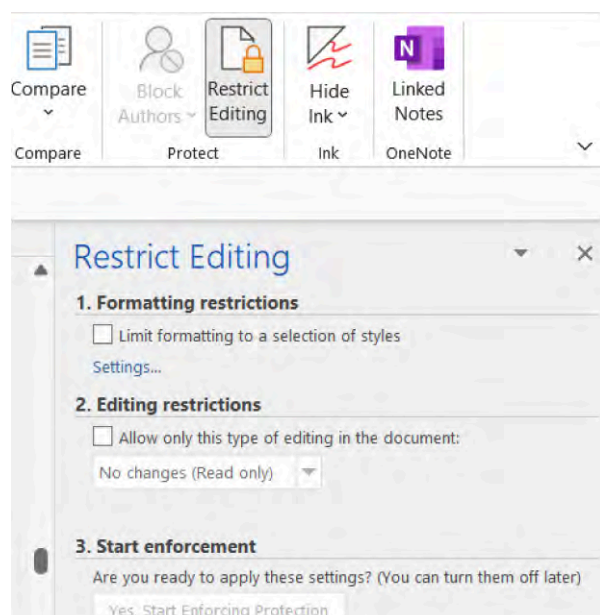 Compare
Block
Authors
Restrict
Editing
Hide
Ink
Linked
Notes
Compare
Protect
Ink
OneNote
Restrict Editing
1. Formatting restrictions
Limit formatting to a selection of styles
Settings...
2. Editing restrictions
Allow only this type of editing in the document:
No changes (Read only)
3. Start enforcement
Are you ready to apply these settings? (You can turn them off later)
Yes, Start Enforcing Protection